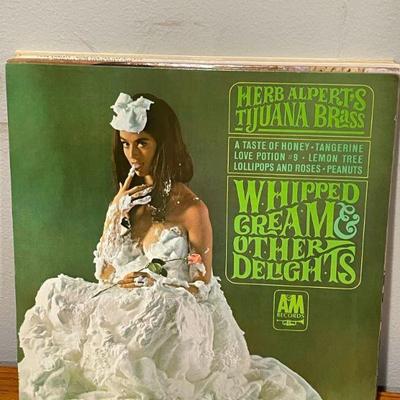 HERB ALPERT'S
TIJUANA BRASS
A TASTE OF HONEY • TANGERINE
LOVE POTION #9 • LEMON TREE
LOLLIPOPS AND ROSES • PEANUTS
WHIPPED
CREAM &
OTHER
DELIGHTS
A&M
RECORDS